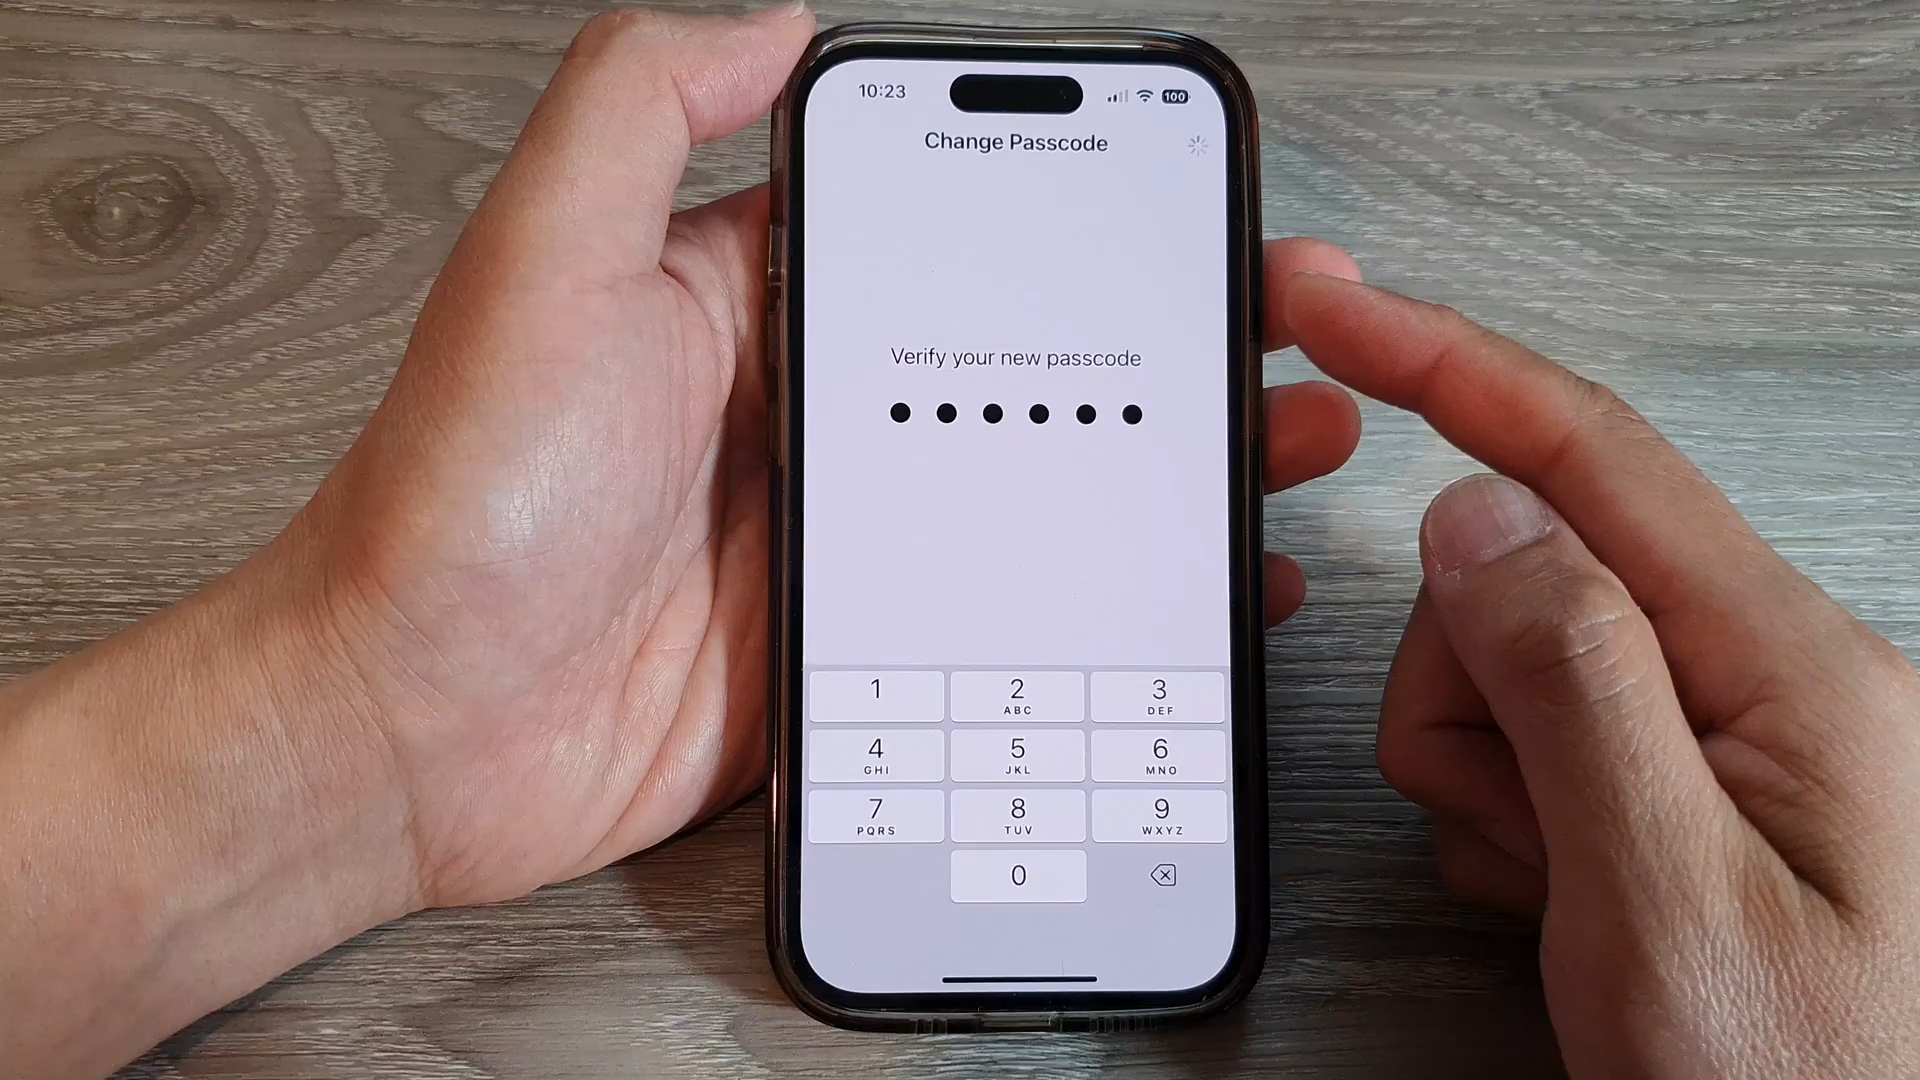 10:23
100
Change Passcode
Verify your new passcode
1 2 3
ABC DEF
4 5 6
GHI JKL MNO
7 8 9
PQRS TUV WXYZ
0